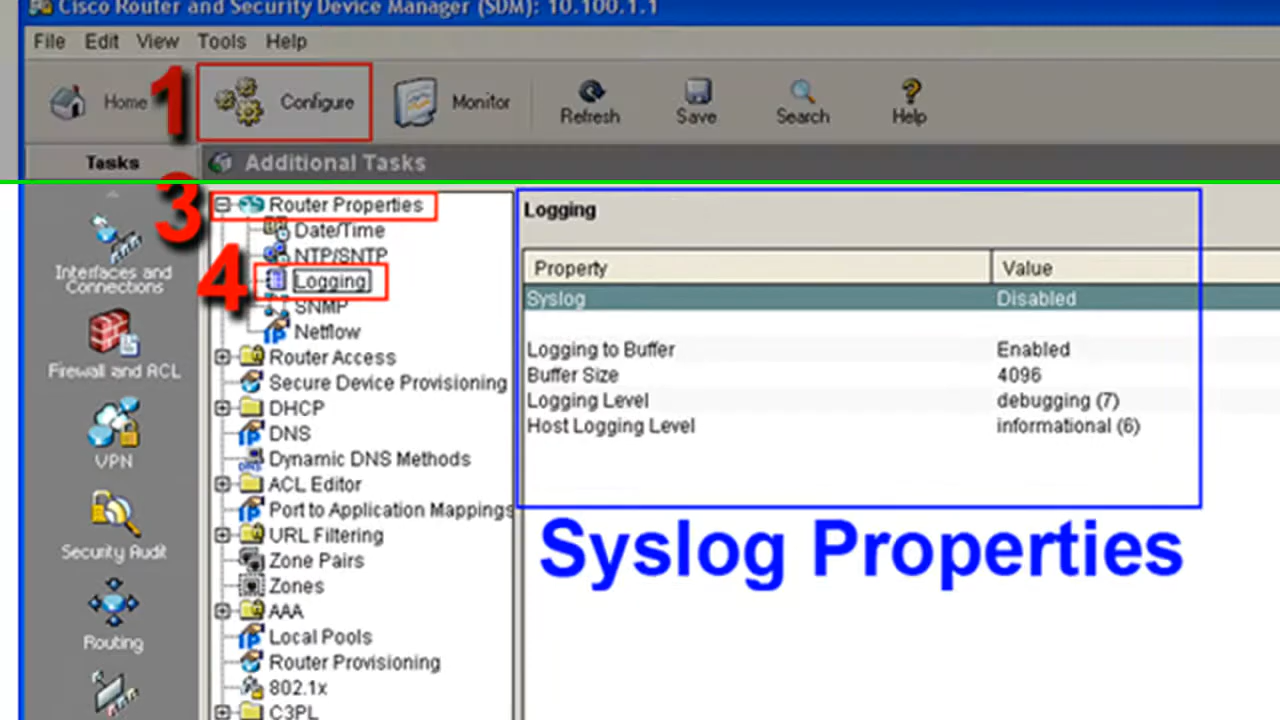 Cisco Router and Security Device Manager (SDM): 10.100.1.1
File Edit View Tools Help
Home 1 Configure Monitor Refresh Save Search Help
Tasks Additional Tasks
3 Router Properties
Date/Time
NTP/SNTP
4 Logging
SNMP
Netflow
Router Access
Secure Device Provisioning
DHCP
DNS
Dynamic DNS Methods
ACL Editor
Port to Application Mappings
URL Filtering
Zone Pairs
Zones
AAA
Local Pools
Router Provisioning
802.1x
C3PL
Interfaces and
Connections
Firewall and ACL
VPN
Security Audit
Routing
Logging
Property Value
Syslog Disabled
Logging to Buffer Enabled
Buffer Size 4096
Logging Level debugging (7)
Host Logging Level informational (6)
Syslog Properties